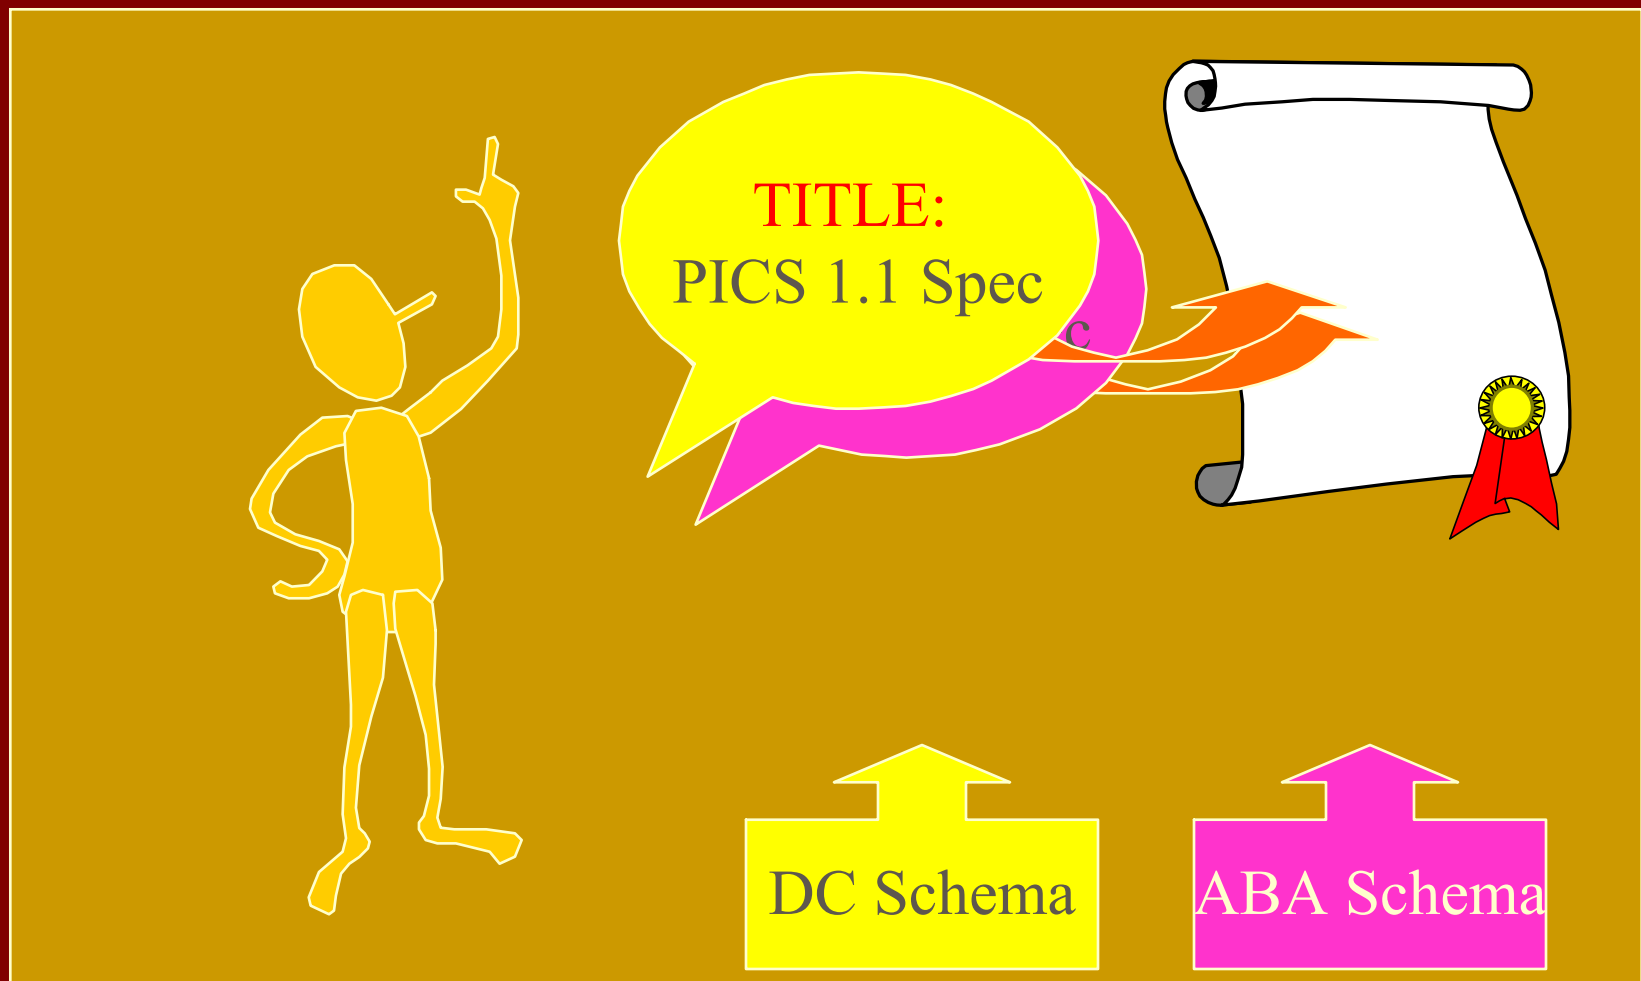 TITLE:
PICS 1.1 Spec
c
DC Schema
ABA Schema